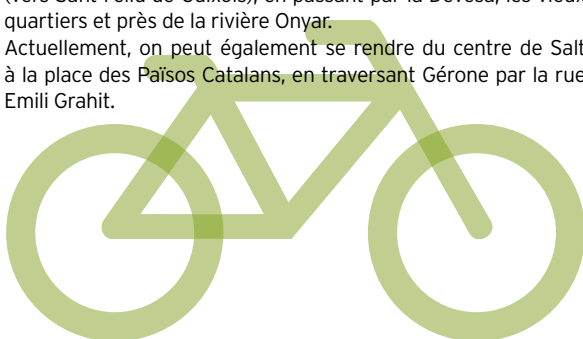 (vers Sant Feliu de Guíxols), en passant par la Devesa, les vieux
quartiers et près de la rivière Onyar.
Actuellement, on peut également se rendre du centre de Salt
à la place des Països Catalans, en traversant Gérone par la rue
Emili Grahit.